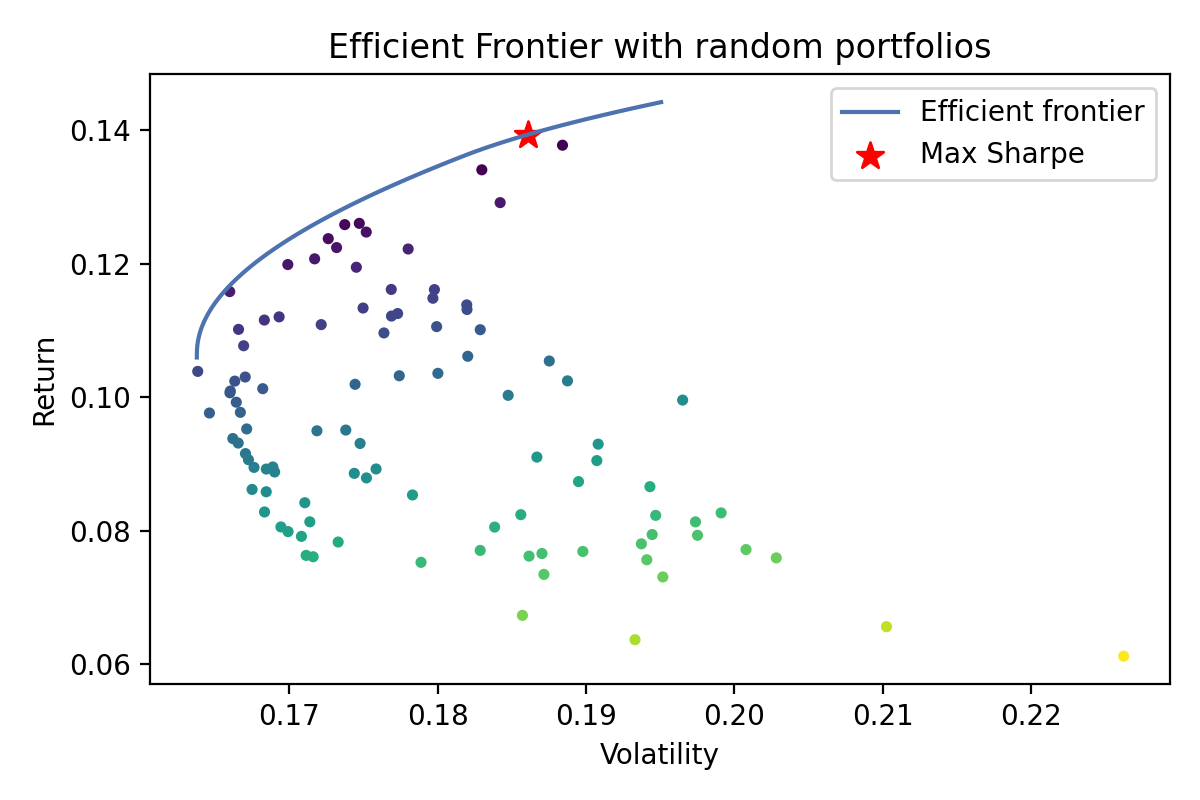 Efficient Frontier with random portfolios
Efficient frontier
Max Sharpe
Return
0.14
0.12
0.10
0.08
0.06
0.17 0.18 0.19 0.20 0.21 0.22
Volatility